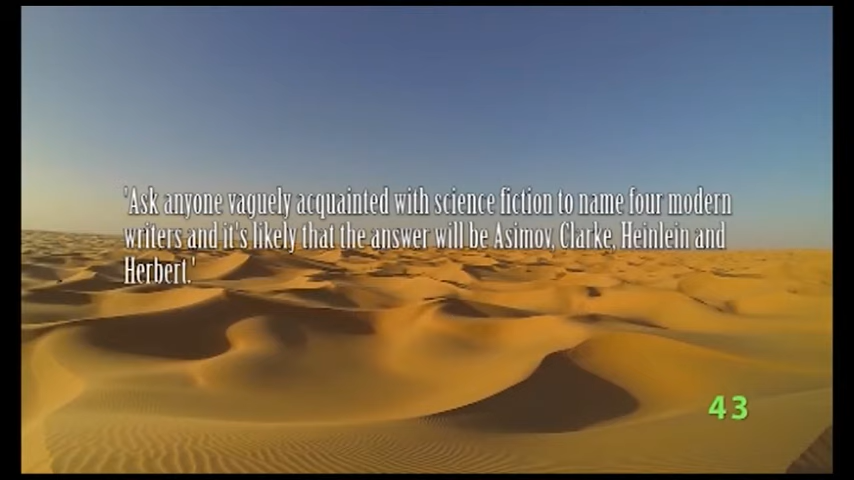 'Ask anyone vaguely acquainted with science fiction to name four modern
writers and it's likely that the answer will be Asimov, Clarke, Heinlein and
Herbert.'
43